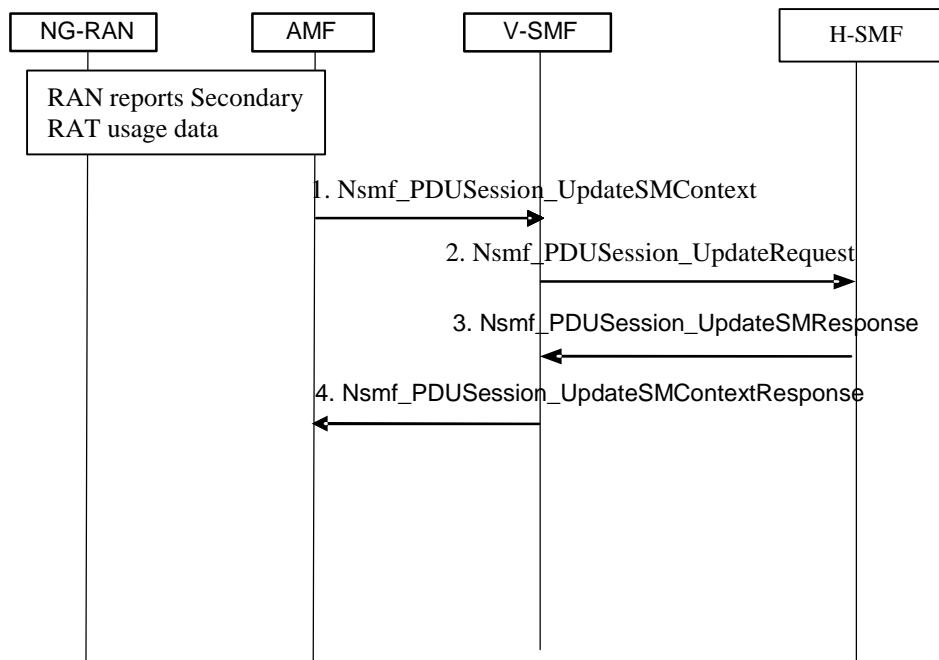 NG-RAN
AMF
V-SMF
H-SMF
RAN reports Secondary
RAT usage data
1. Nsmf_PDUSession_UpdateSMContext
2. Nsmf_PDUSession_UpdateRequest
3. Nsmf_PDUSession_UpdateSMResponse
4. Nsmf_PDUSession_UpdateSMContextResponse